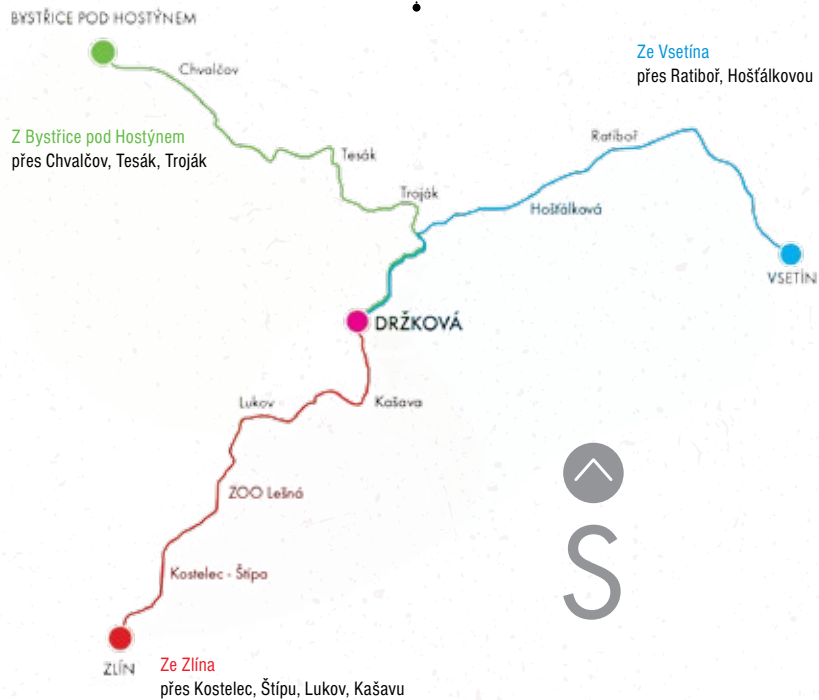 BYSTŘICE POD HOSTÝNEM
Chvalčov
Ze Vsetína
přes Ratiboř, Hošťálkovou
Z Bystřice pod Hostýnem
přes Chvalčov, Tesák, Troják
Ratiboř
Tesák
Troják
Hošťálková
VSETÍN
DRŽKOVÁ
Lukov
Kašava
ZOO Lešná
S
Kostelec - Štípa
ZLÍN
Ze Zlína
přes Kostelec, Štípu, Lukov, Kašavu